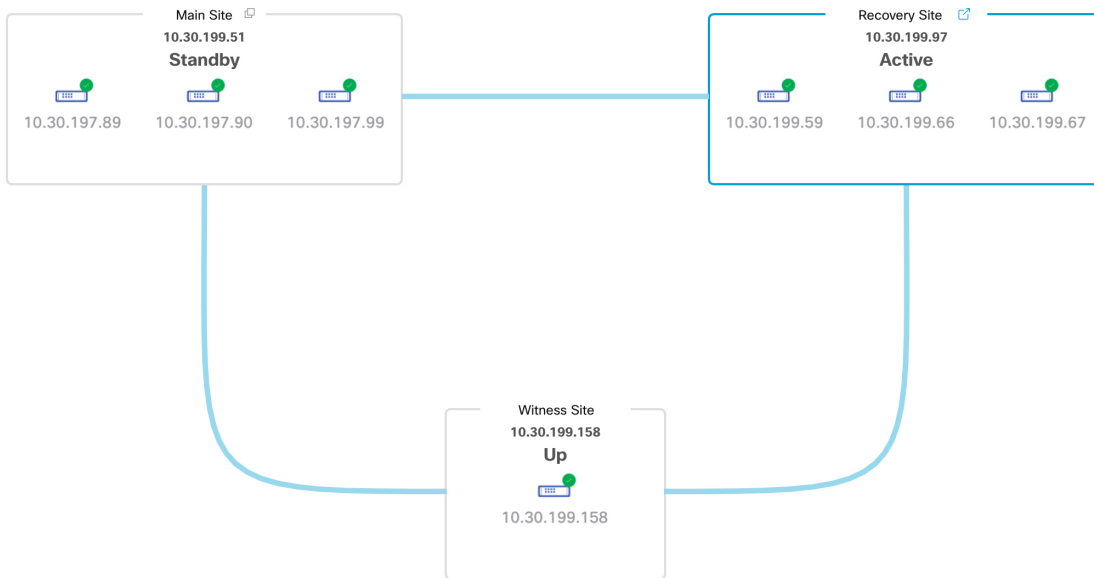 Main Site
10.30.199.51
Standby
10.30.197.89 10.30.197.90 10.30.197.99
Recovery Site
10.30.199.97
Active
10.30.199.59 10.30.199.66 10.30.199.67
Witness Site
10.30.199.158
Up
10.30.199.158